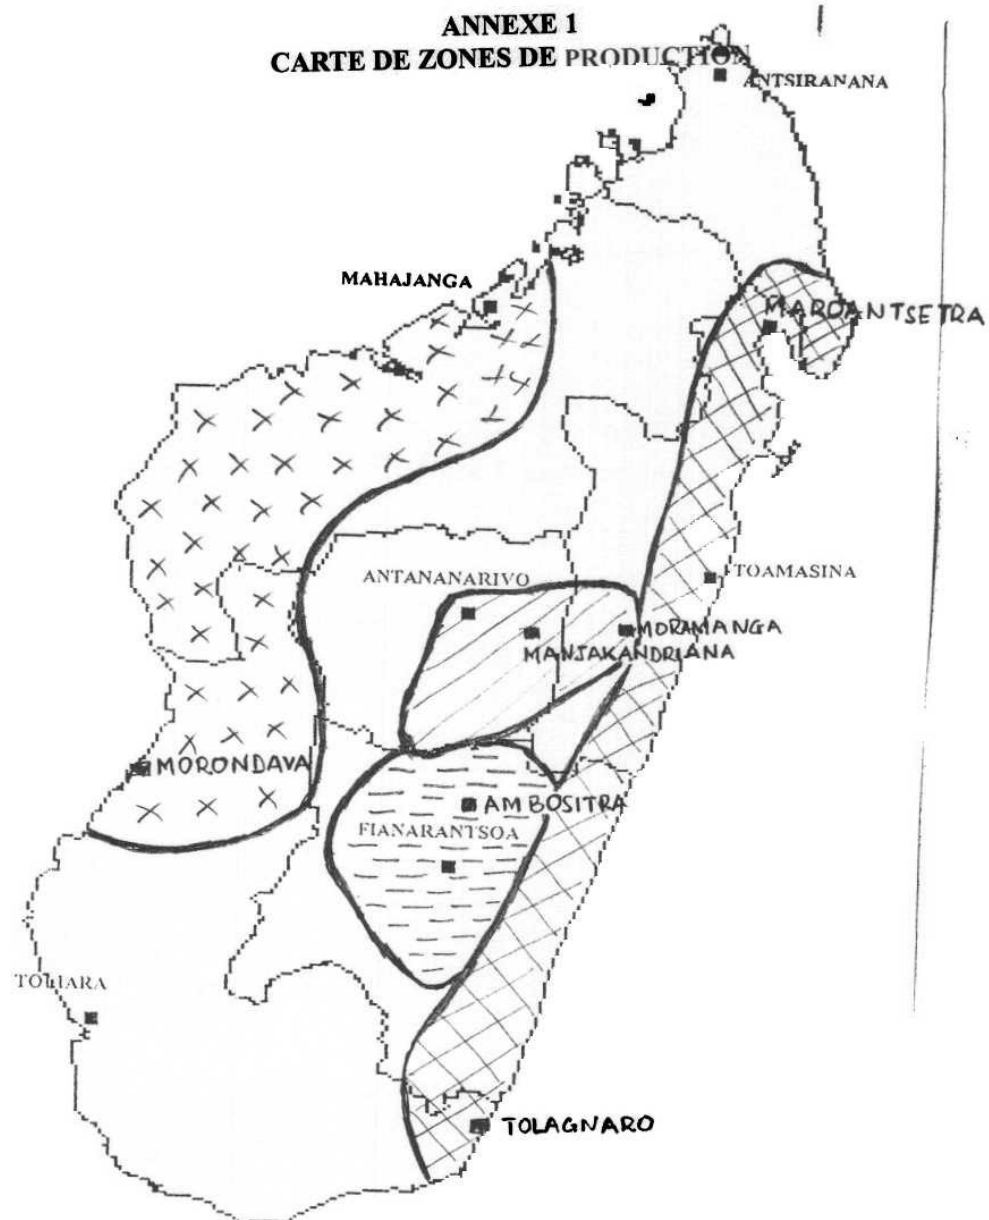 ANNEXE 1
CARTE DE ZONES DE PRODUCTION
ANTSIRANANA
MAHAJANGA
MAROANTSETRA
ANTANANARIVO
TOAMASINA
MORAMANGA
MANJAKANDRIANA
MORONDAVA
AMBOSITRA
FIANARANTSOA
TOLIARA
TOLAGNARO